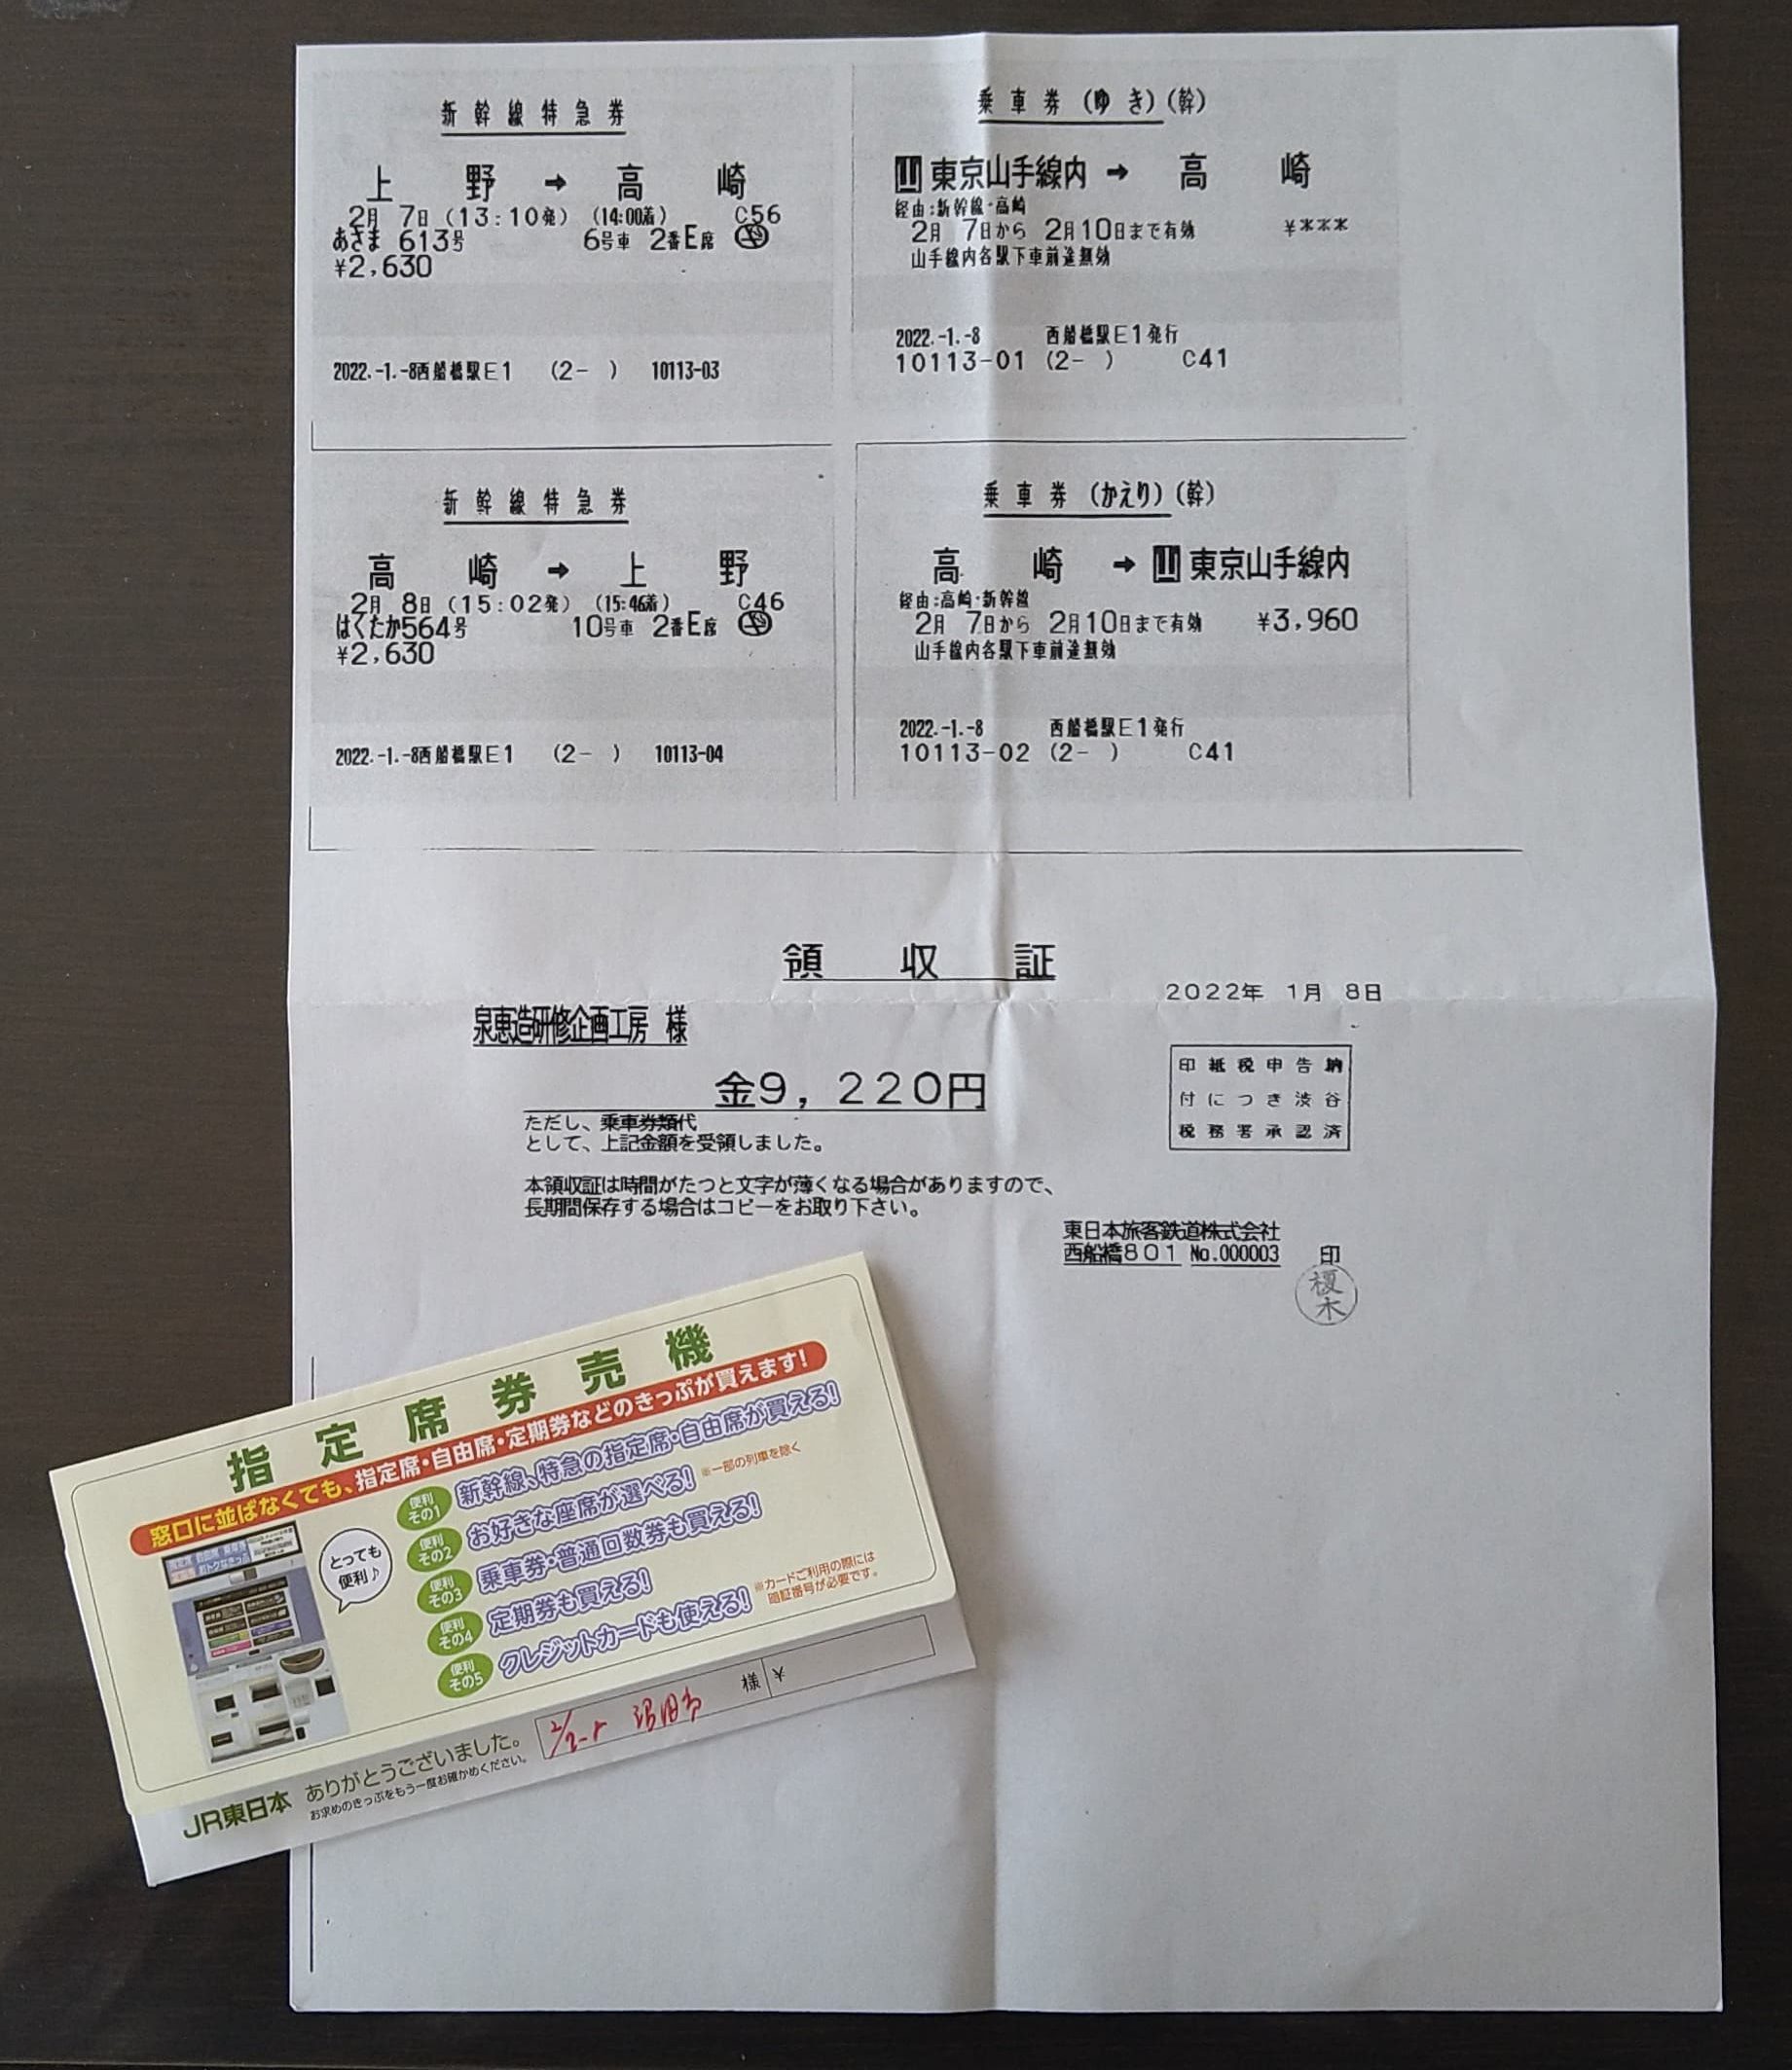 新幹線特急券
上野 → 高崎
2月 7日 (13:10発) (14:00着) C56
あさま 613号 6号車 2番E席
¥2,630
2022.-1.-8西船橋駅E1 (2- ) 10113-03
乗車券 (ゆき) (幹)
山 東京山手線内 → 高崎
経由:新幹線・高崎
2月 7日から 2月10日まで有効 ¥***
山手線内各駅下車前途無効
2022.-1.-8 西船橋駅E1発行
10113-01 (2- ) C41
新幹線特急券
高崎 → 上野
2月 8日 (15:02発) (15:46着) C46
はくたか564号 10号車 2番E席
¥2,630
2022.-1.-8西船橋駅E1 (2- ) 10113-04
乗車券 (かえり) (幹)
高崎 → 山 東京山手線内
経由:高崎・新幹線
2月 7日から 2月10日まで有効 ¥3,960
山手線内各駅下車前途無効
2022.-1.-8 西船橋駅E1発行
10113-02 (2- ) C41
領収証
2022年 1月 8日
泉恵造研修企画工房 様
金9,220円
ただし、乗車券類代
として、上記金額を受領しました。
印紙税申告納
付につき渋谷
税務署承認済
本領収証は時間がたつと文字が薄くなる場合がありますので、
長期間保存する場合はコピーをお取り下さい。
東日本旅客鉄道株式会社
西船橋801 No.000003 印
榎木
指定席券売機
窓口に並ばなくても、指定席・自由席・定期券などのきっぷが買えます!
とっても
便利♪
便利その1 新幹線、特急の指定席・自由席が買える!
便利その2 お好きな座席が選べる! ※一部の列車を除く
便利その3 乗車券・普通回数券も買える!
便利その4 定期券も買える!
便利その5 クレジットカードも使える! ※カードご利用の際には
暗証番号が必要です。
JR東日本 ありがとうございました。
お求めのきっぷをもう一度お確かめください。
様 ¥